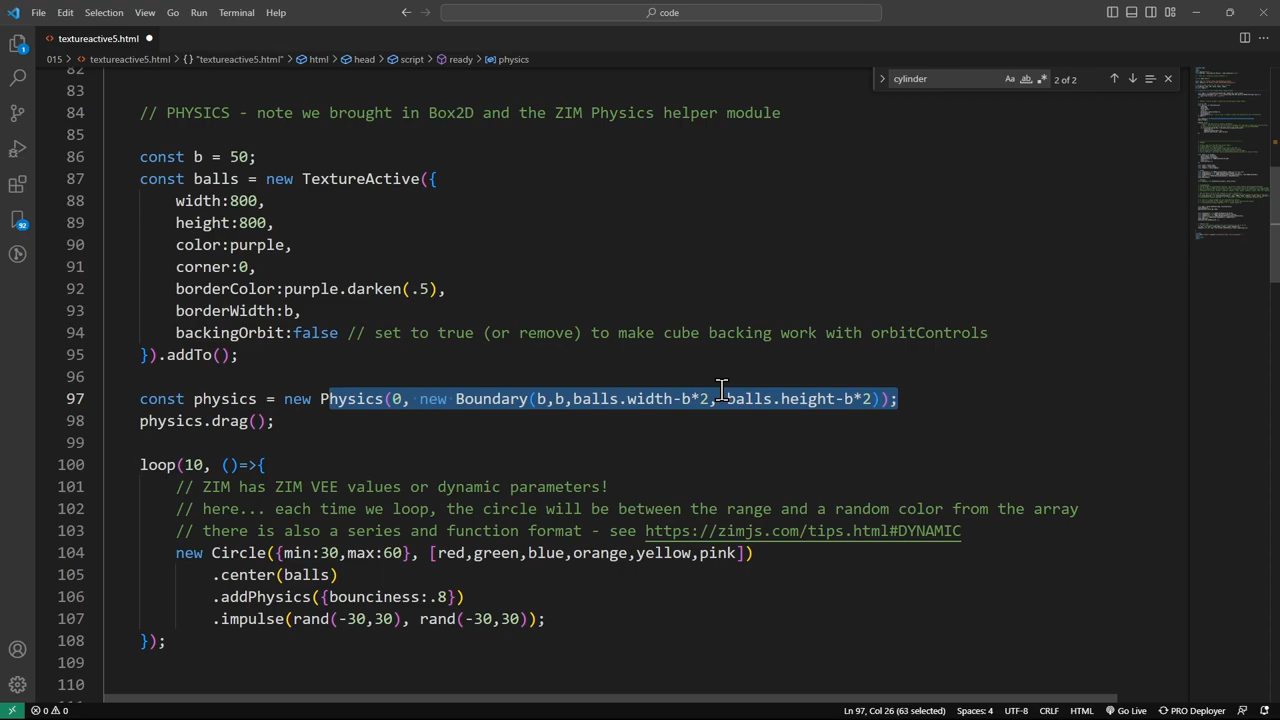 File Edit Selection View Go Run Terminal Help
code
textureactive5.html
015 > textureactive5.html > {} "textureactive5.html" > html > head > script > ready > physics
cylinder
Aa ab .* 2 of 2
82
83
84 // PHYSICS - note we brought in Box2D and the ZIM Physics helper module
85
86 const b = 50;
87 const balls = new TextureActive({
88 width:800,
89 height:800,
90 color:purple,
91 corner:0,
92 borderColor:purple.darken(.5),
93 borderWidth:b,
94 backingOrbit:false // set to true (or remove) to make cube backing work with orbitControls
95 }).addTo();
96
97 const physics = new Physics(0, new Boundary(b,b,balls.width-b*2, balls.height-b*2));
98 physics.drag();
99
100 loop(10, ()=>{
101 // ZIM has ZIM VEE values or dynamic parameters!
102 // here... each time we loop, the circle will be between the range and a random color from the array
103 // there is also a series and function format - see https://zimjs.com/tips.html#DYNAMIC
104 new Circle({min:30,max:60}, [red,green,blue,orange,yellow,pink])
105 .center(balls)
106 .addPhysics({bounciness:.8})
107 .impulse(rand(-30,30), rand(-30,30));
108 });
109
110
1
92
0 0 Ln 97, Col 26 (63 selected) Spaces: 4 UTF-8 CRLF HTML Go Live PRO Deployer